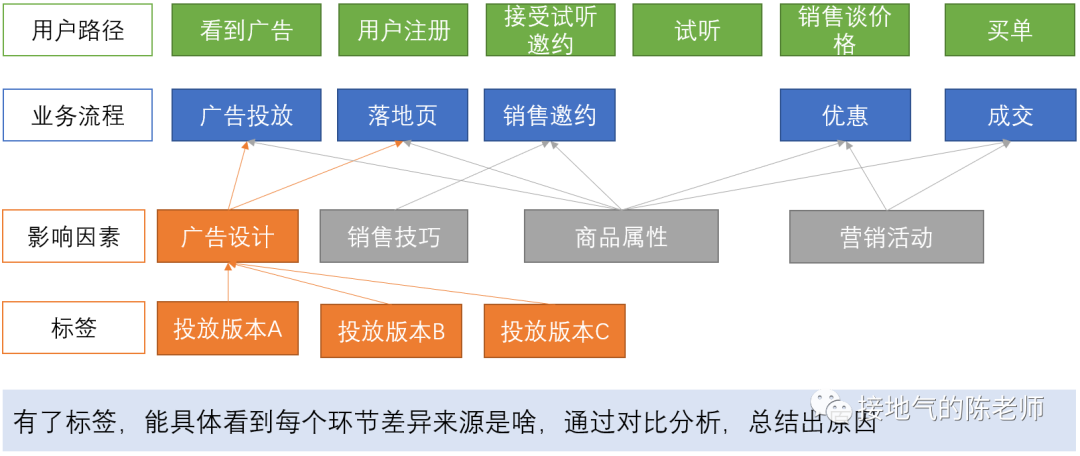 用户路径
看到广告
用户注册
接受试听
邀约
试听
销售谈价
格
买单
业务流程
广告投放
落地页
销售邀约
优惠
成交
影响因素
广告设计
销售技巧
商品属性
营销活动
标签
投放版本A
投放版本B
投放版本C
有了标签，能具体看到每个环节差异来源是啥，通过对比分析，总结出原因
接地气的陈老师